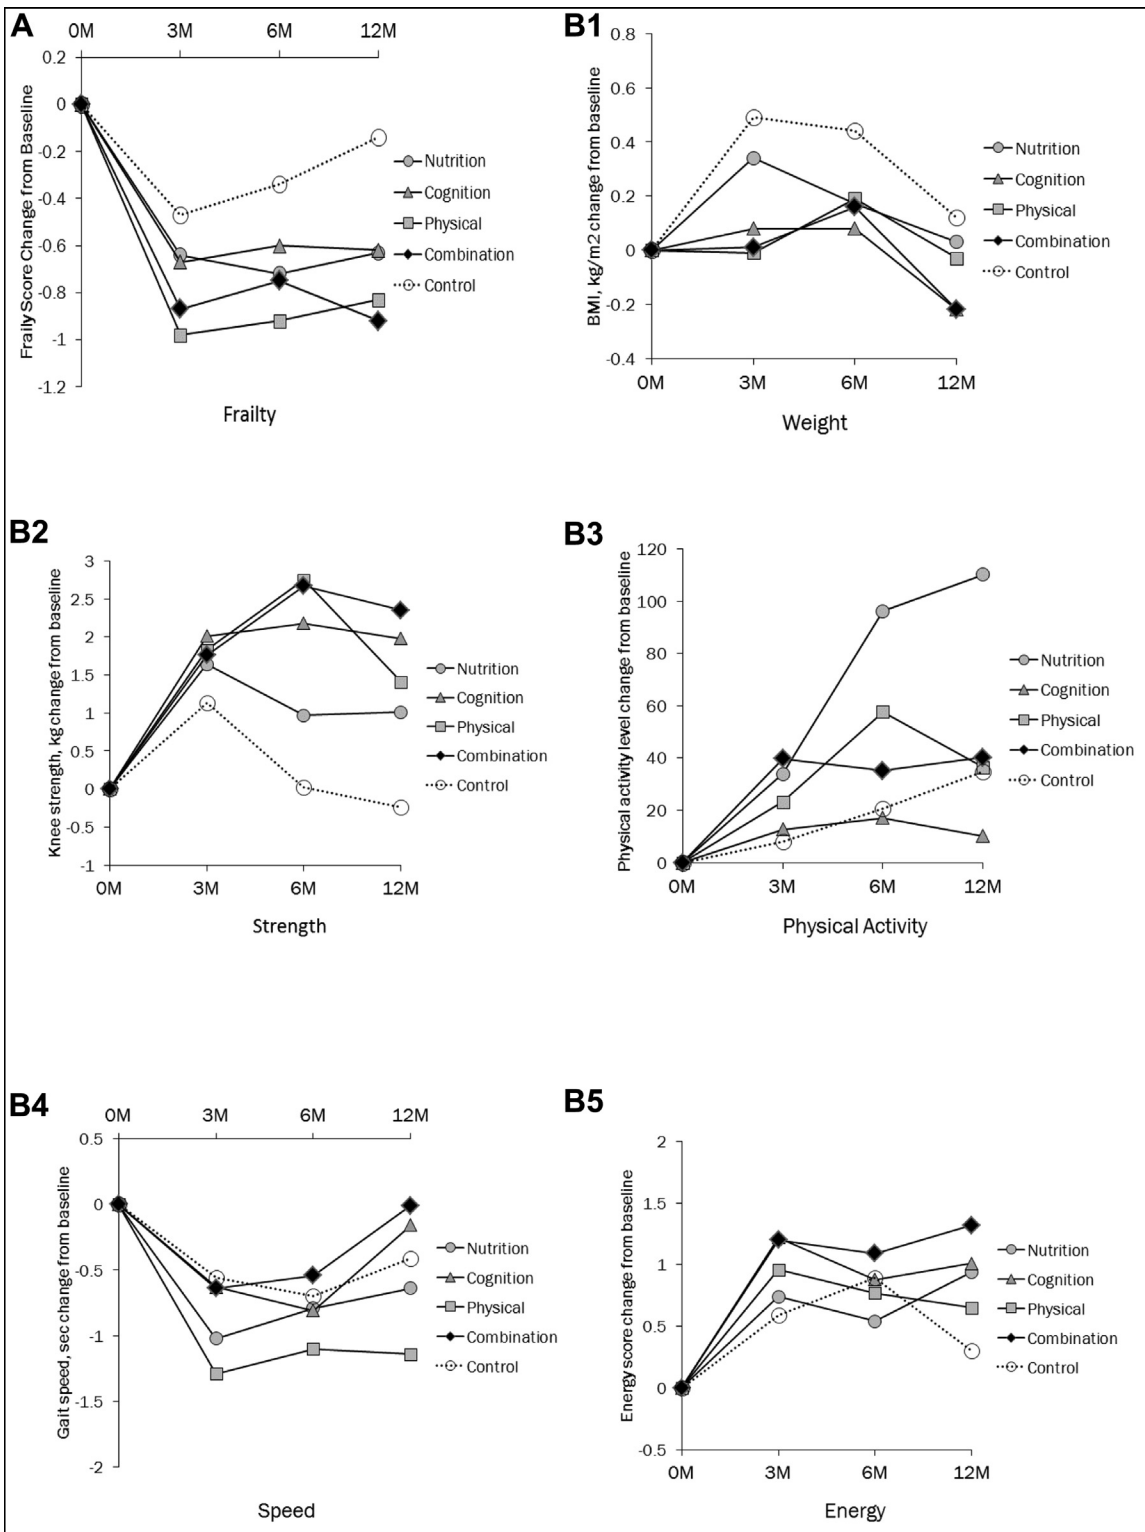 A
0M 3M 6M 12M
0.2
0
-0.2
-0.4
-0.6
-0.8
-1
-1.2
Fraily Score Change from Baseline
Nutrition
Cognition
Physical
Combination
Control
Frailty
B1
0.8
0.6
0.4
0.2
0
-0.2
-0.4
BMI, kg/m2 change from baseline
Nutrition
Cognition
Physical
Combination
Control
0M 3M 6M 12M
Weight
B2
3
2.5
2
1.5
1
0.5
0
-0.5
-1
Knee strength, kg change from baseline
Nutrition
Cognition
Physical
Combination
Control
0M 3M 6M 12M
Strength
B3
120
100
80
60
40
20
0
Physical activity level change from baseline
Nutrition
Cognition
Physical
Combination
Control
0M 3M 6M 12M
Physical Activity
B4
0M 3M 6M 12M
0.5
0
-0.5
-1
-1.5
-2
Gait speed, sec change from baseline
Nutrition
Cognition
Physical
Combination
Control
Speed
B5
2
1.5
1
0.5
0
-0.5
Energy score change from baseline
Nutrition
Cognition
Physical
Combination
Control
0M 3M 6M 12M
Energy